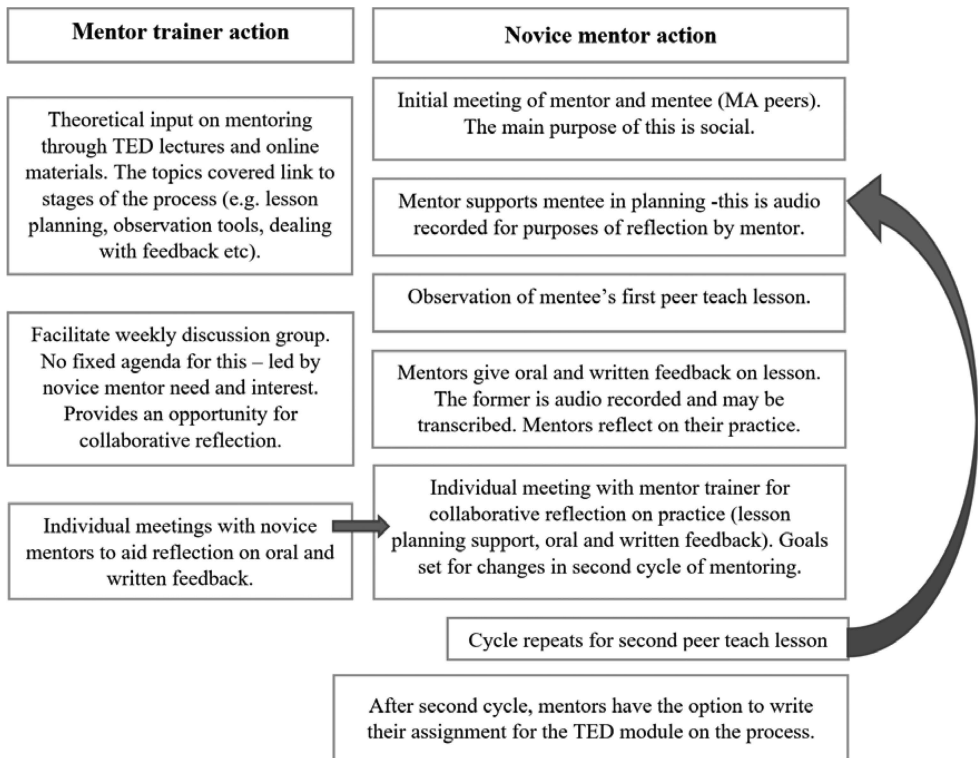 Mentor trainer action
Theoretical input on mentoring
through TED lectures and online
materials. The topics covered link to
stages of the process (e.g. lesson
planning, observation tools, dealing
with feedback etc).
Facilitate weekly discussion group.
No fixed agenda for this – led by
novice mentor need and interest.
Provides an opportunity for
collaborative reflection.
Individual meetings with novice
mentors to aid reflection on oral and
written feedback.
Novice mentor action
Initial meeting of mentor and mentee (MA peers).
The main purpose of this is social.
Mentor supports mentee in planning -this is audio
recorded for purposes of reflection by mentor.
Observation of mentee’s first peer teach lesson.
Mentors give oral and written feedback on lesson.
The former is audio recorded and may be
transcribed. Mentors reflect on their practice.
Individual meeting with mentor trainer for
collaborative reflection on practice (lesson
planning support, oral and written feedback). Goals
set for changes in second cycle of mentoring.
Cycle repeats for second peer teach lesson
After second cycle, mentors have the option to write
their assignment for the TED module on the process.